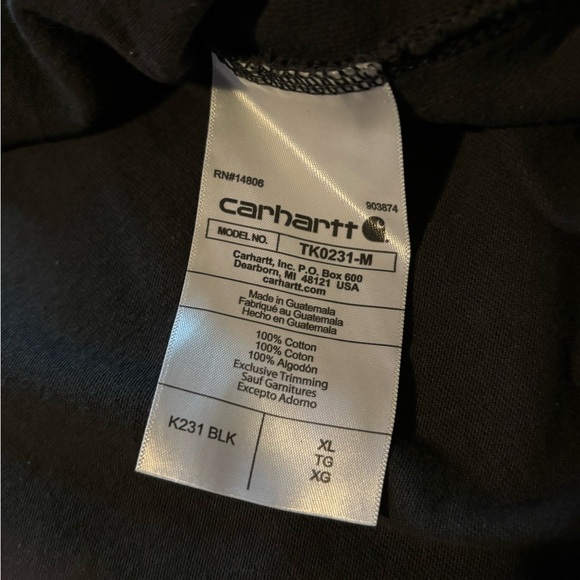 RN#14806
903874
carhartt
MODEL NO. TK0231-M
Carhartt, Inc. P.O. Box 600
Dearborn, MI 48121 USA
carhartt.com
Made in Guatemala
Fabriqué au Guatemala
Hecho en Guatemala
100% Cotton
100% Coton
100% Algodón
Exclusive Trimming
Sauf Garnitures
Excepto Adorno
K231 BLK
XL
TG
XG